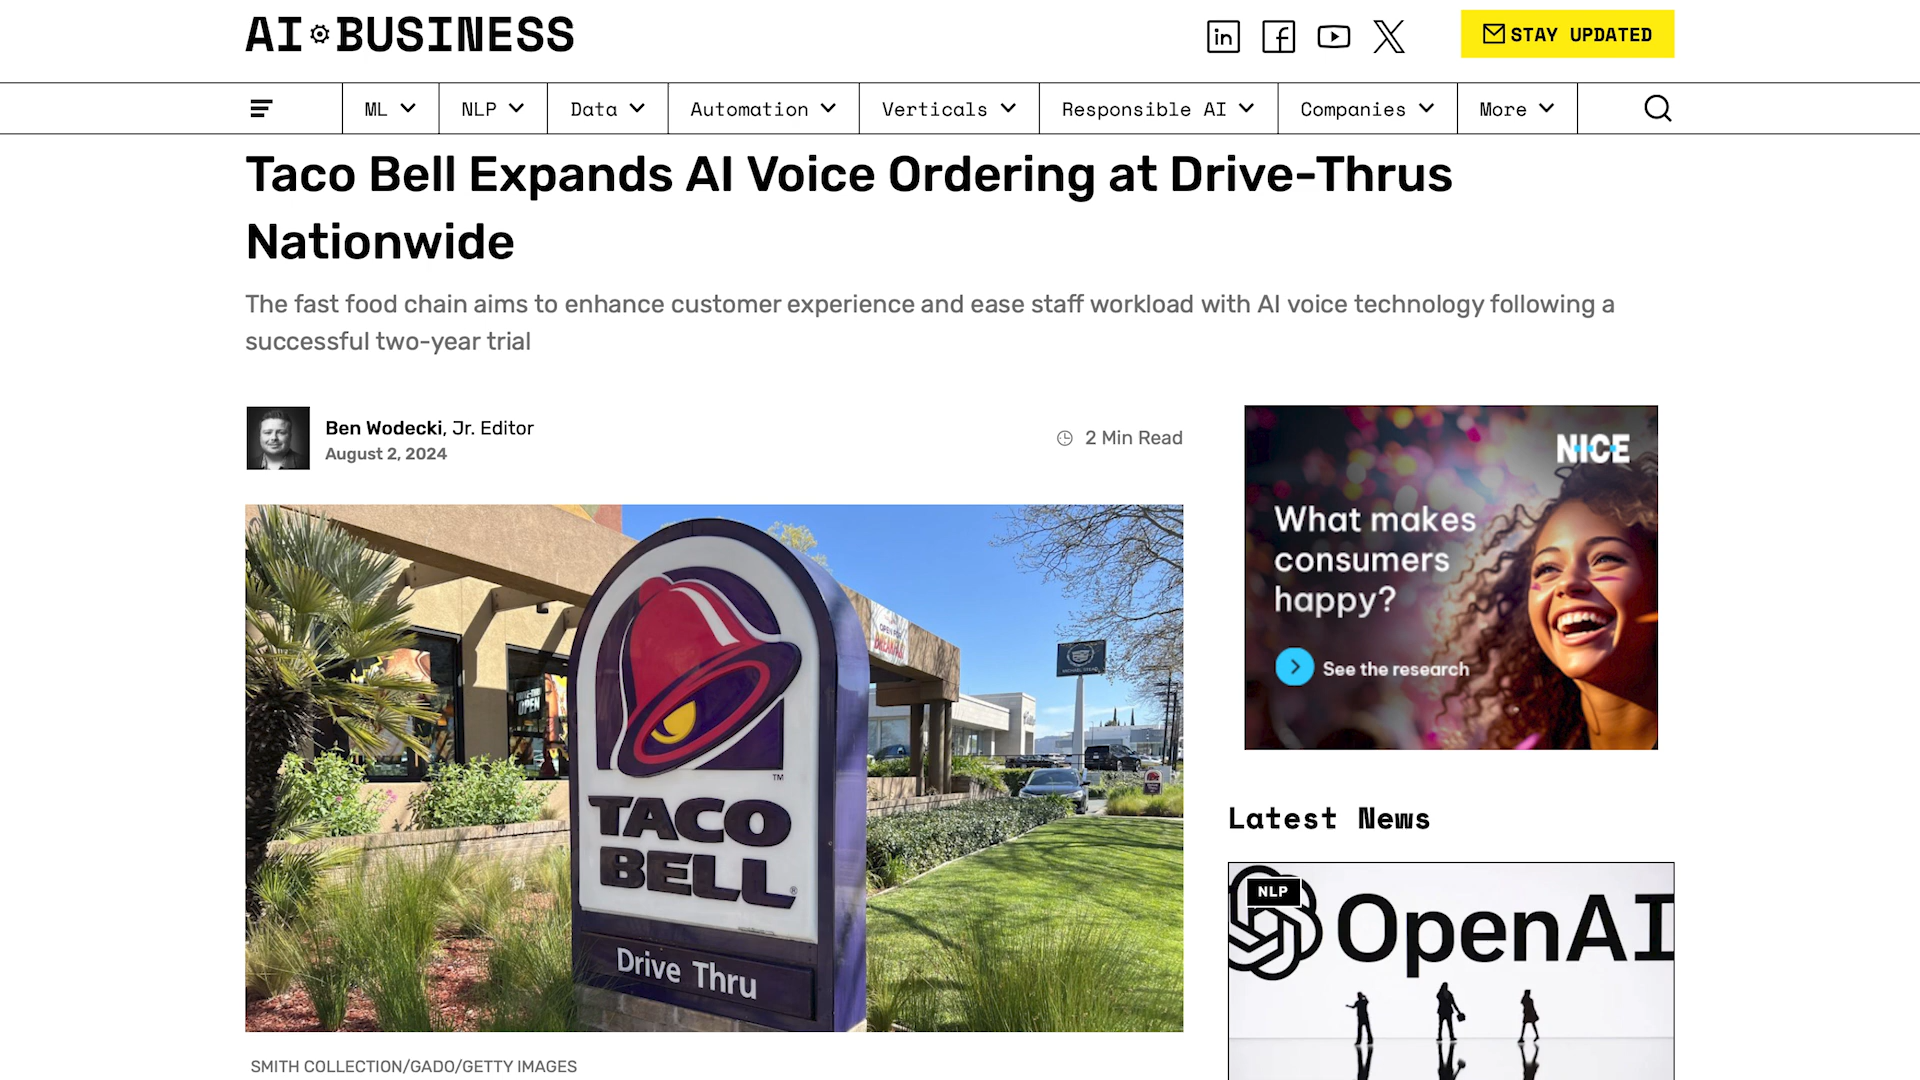 AI BUSINESS
STAY UPDATED
ML
NLP
Data
Automation
Verticals
Responsible AI
Companies
More
Taco Bell Expands AI Voice Ordering at Drive-Thrus
Nationwide
The fast food chain aims to enhance customer experience and ease staff workload with AI voice technology following a
successful two-year trial
Ben Wodecki, Jr. Editor
August 2, 2024
2 Min Read
NICE
What makes
consumers
happy?
See the research
OPEN
TM
TACO
BELL
®
Drive Thru
SMITH COLLECTION/GADO/GETTY IMAGES
Latest News
NLP
OpenAI